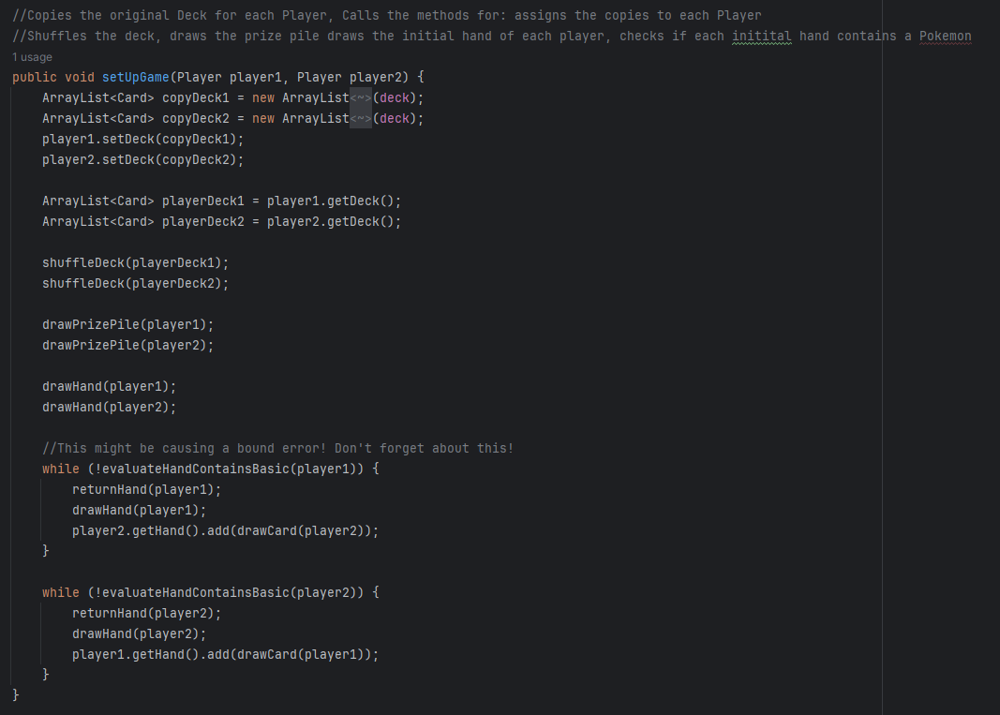 //Copies the original Deck for each Player, Calls the methods for: assigns the copies to each Player
//Shuffles the deck, draws the prize pile draws the initial hand of each player, checks if each initital hand contains a Pokemon
1 usage
public void setUpGame(Player player1, Player player2) {
    ArrayList<Card> copyDeck1 = new ArrayList<~>(deck);
    ArrayList<Card> copyDeck2 = new ArrayList<~>(deck);
    player1.setDeck(copyDeck1);
    player2.setDeck(copyDeck2);

    ArrayList<Card> playerDeck1 = player1.getDeck();
    ArrayList<Card> playerDeck2 = player2.getDeck();

    shuffleDeck(playerDeck1);
    shuffleDeck(playerDeck2);

    drawPrizePile(player1);
    drawPrizePile(player2);

    drawHand(player1);
    drawHand(player2);

    //This might be causing a bound error! Don't forget about this!
    while (!evaluateHandContainsBasic(player1)) {
        returnHand(player1);
        drawHand(player1);
        player2.getHand().add(drawCard(player2));
    }

    while (!evaluateHandContainsBasic(player2)) {
        returnHand(player2);
        drawHand(player2);
        player1.getHand().add(drawCard(player1));
    }
}